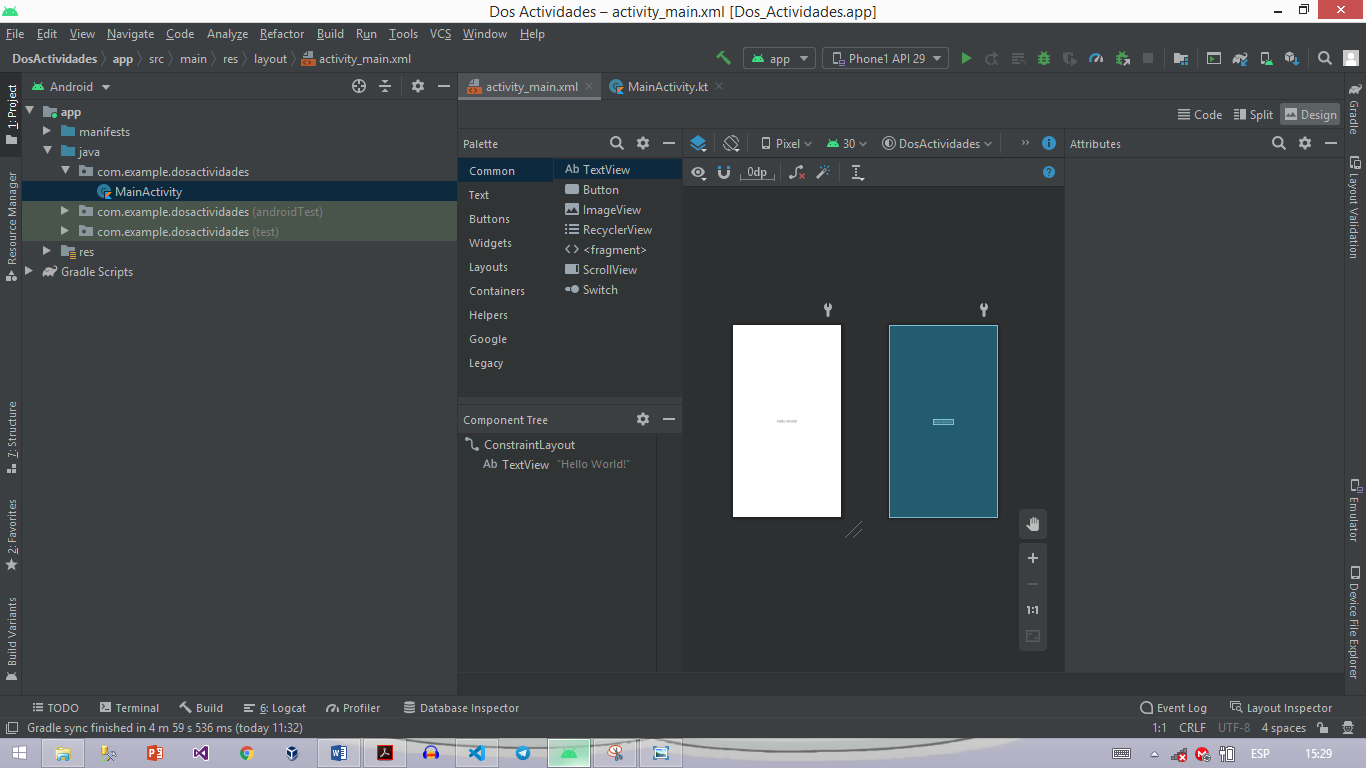 Dos Actividades – activity_main.xml [Dos_Actividades.app]
File Edit View Navigate Code Analyze Refactor Build Run Tools VCS Window Help
DosActividades app src main res layout activity_main.xml
app Phone1 API 29
1: Project
Resource Manager
7: Structure
2: Favorites
Build Variants
Android
app
manifests
java
com.example.dosactividades
MainActivity
com.example.dosactividades (androidTest)
com.example.dosactividades (test)
res
Gradle Scripts
activity_main.xml MainActivity.kt
Code Split Design
Palette
Common
Text
Buttons
Widgets
Layouts
Containers
Helpers
Google
Legacy
Ab TextView
Button
ImageView
RecyclerView
<fragment>
ScrollView
Switch
Component Tree
ConstraintLayout
Ab TextView "Hello World!"
Pixel 30 DosActividades »
0dp
1:1
Attributes
Gradle
Layout Validation
Emulator
Device File Explorer
TODO Terminal Build 6: Logcat Profiler Database Inspector Event Log Layout Inspector
Gradle sync finished in 4 m 59 s 536 ms (today 11:32) 1:1 CRLF UTF-8 4 spaces
ESP 15:29